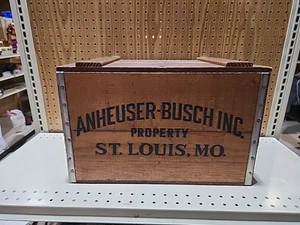 ANHEUSER-BUSCH INC.
PROPERTY
ST. LOUIS, MO.